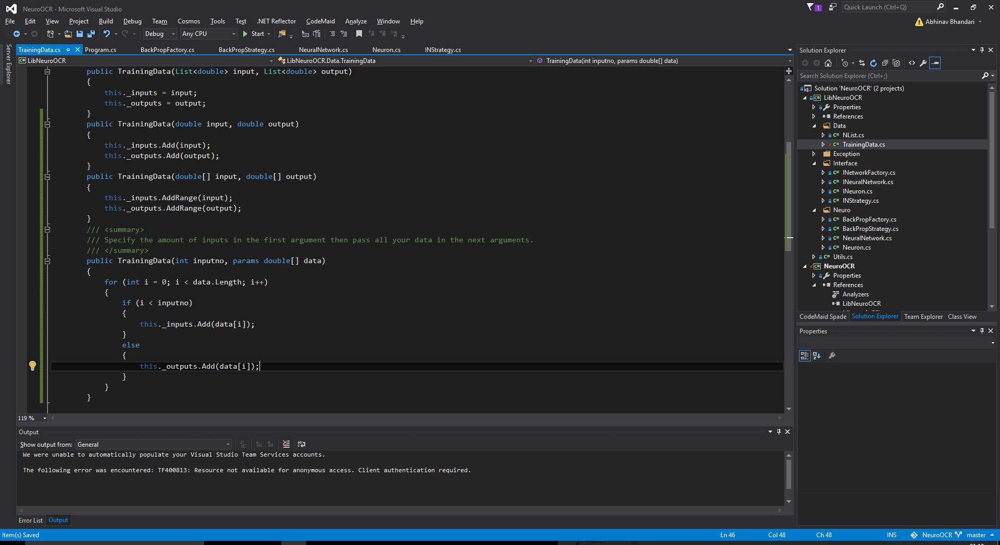 NeuroOCR - Microsoft Visual Studio
1
Quick Launch (Ctrl+Q)
File Edit View Project Build Debug Team Cosmos Tools Test .NET Reflector CodeMaid Analyze Window Help
Abhinav Bhandari
Debug Any CPU Start
Server Explorer
TrainingData.cs Program.cs BackPropFactory.cs BackPropStrategy.cs NeuralNetwork.cs Neuron.cs INStrategy.cs
C# LibNeuroOCR LibNeuroOCR.Data.TrainingData TrainingData(int inputno, params double[] data)
public TrainingData(List<double> input, List<double> output)
{
this._inputs = input;
this._outputs = output;
}
public TrainingData(double input, double output)
{
this._inputs.Add(input);
this._outputs.Add(output);
}
public TrainingData(double[] input, double[] output)
{
this._inputs.AddRange(input);
this._outputs.AddRange(output);
}
/// <summary>
/// Specify the amount of inputs in the first argument then pass all your data in the next arguments.
/// </summary>
public TrainingData(int inputno, params double[] data)
{
for (int i = 0; i < data.Length; i++)
{
if (i < inputno)
{
this._inputs.Add(data[i]);
}
else
{
this._outputs.Add(data[i]);
}
}
}
119 %
Output
Show output from: General
We were unable to automatically populate your Visual Studio Team Services accounts.
The following error was encountered: TF400813: Resource not available for anonymous access. Client authentication required.
Error List Output
Solution Explorer
Search Solution Explorer (Ctrl+;)
Solution 'NeuroOCR' (2 projects)
C# LibNeuroOCR
Properties
References
Data
C# NList.cs
C# TrainingData.cs
Exception
Interface
C# INetworkFactory.cs
C# INeuralNetwork.cs
C# INeuron.cs
C# INStrategy.cs
Neuro
C# BackPropFactory.cs
C# BackPropStrategy.cs
C# NeuralNetwork.cs
C# Neuron.cs
C# Utils.cs
C# NeuroOCR
Properties
References
Analyzers
LibNeuroOCR
CodeMaid Spade Solution Explorer Team Explorer Class View
Properties
Item(s) Saved Ln 46 Col 48 Ch 48 INS NeuroOCR master